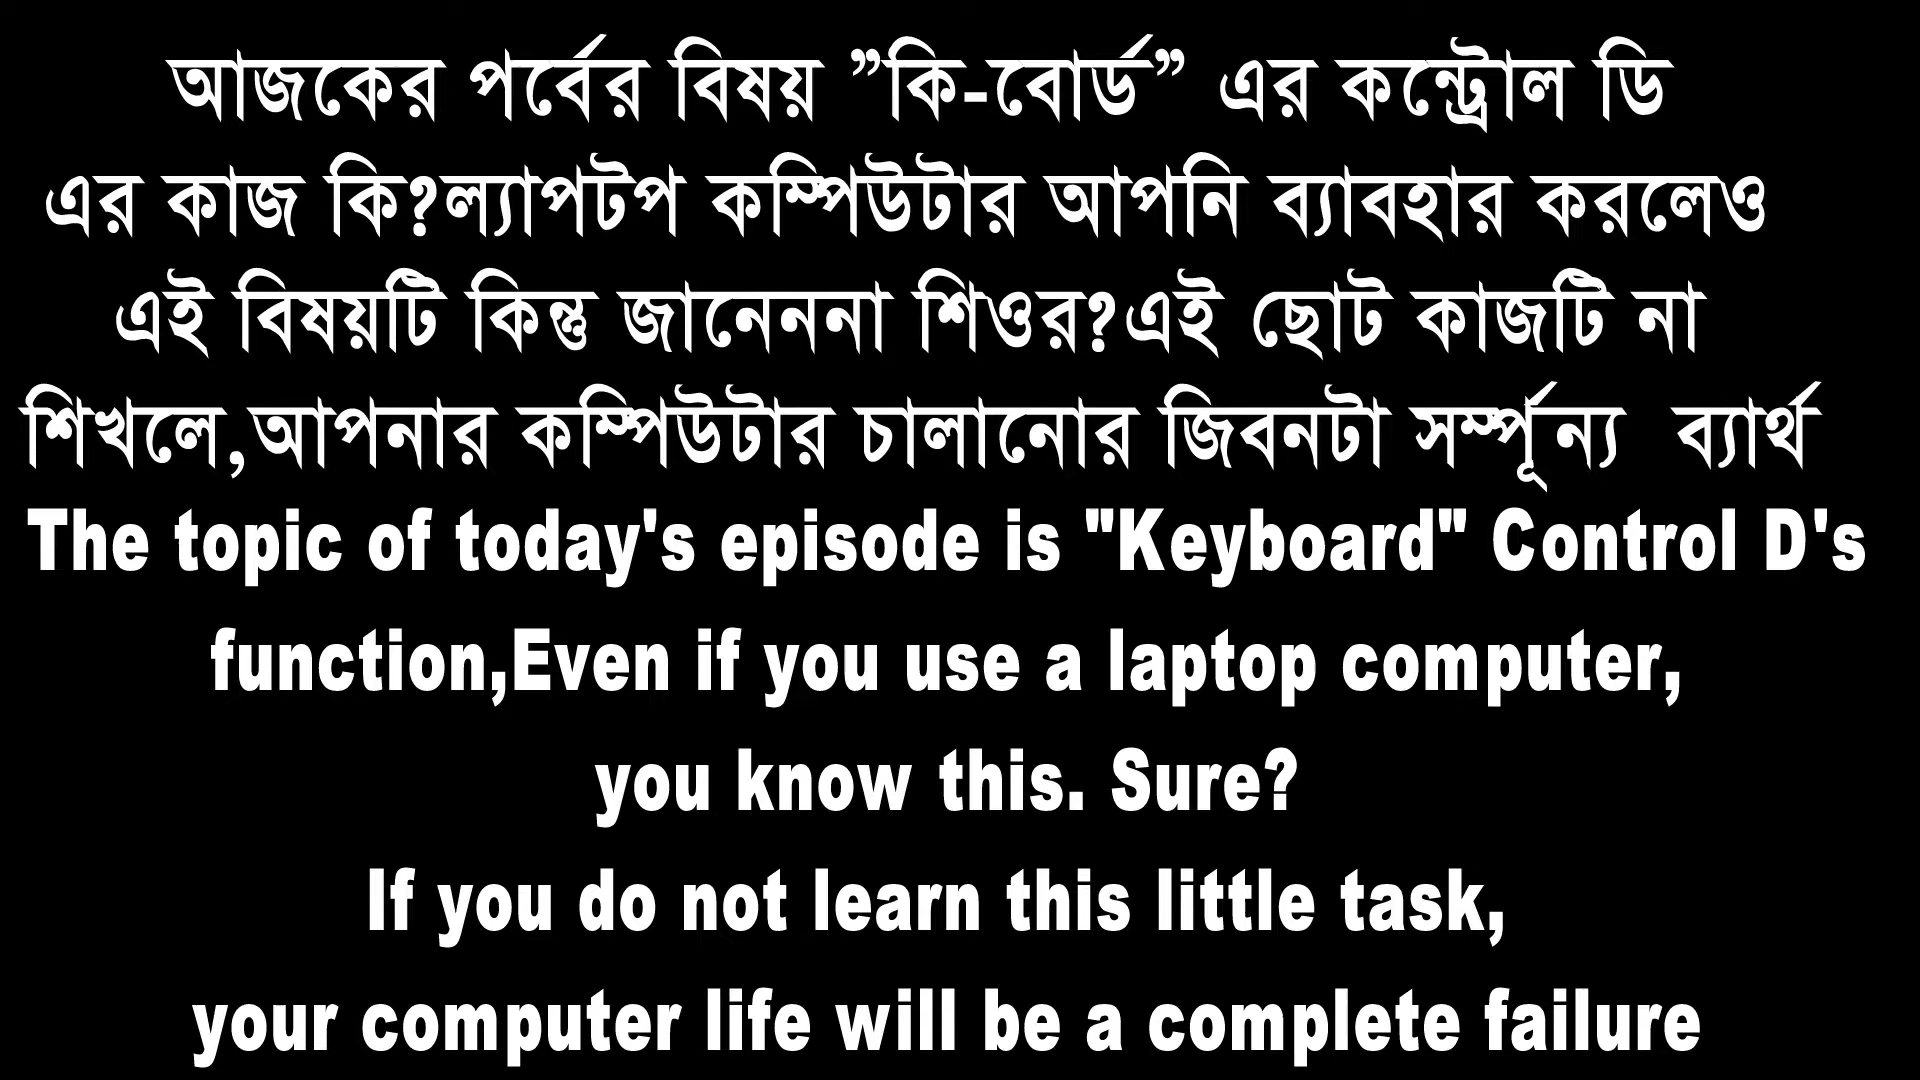 আজকের পর্বের বিষয় ”কি-বোর্ড” এর কন্ট্রোল ডি
এর কাজ কি?ল্যাপটপ কম্পিউটার আপনি ব্যাবহার করলেও
এই বিষয়টি কিন্তু জানেননা শিওর?এই ছোট কাজটি না
শিখলে,আপনার কম্পিউটার চালানোর জিবনটা সর্ম্পূন্য ব্যার্থ
The topic of today's episode is "Keyboard" Control D's
function,Even if you use a laptop computer,
you know this. Sure?
If you do not learn this little task,
your computer life will be a complete failure